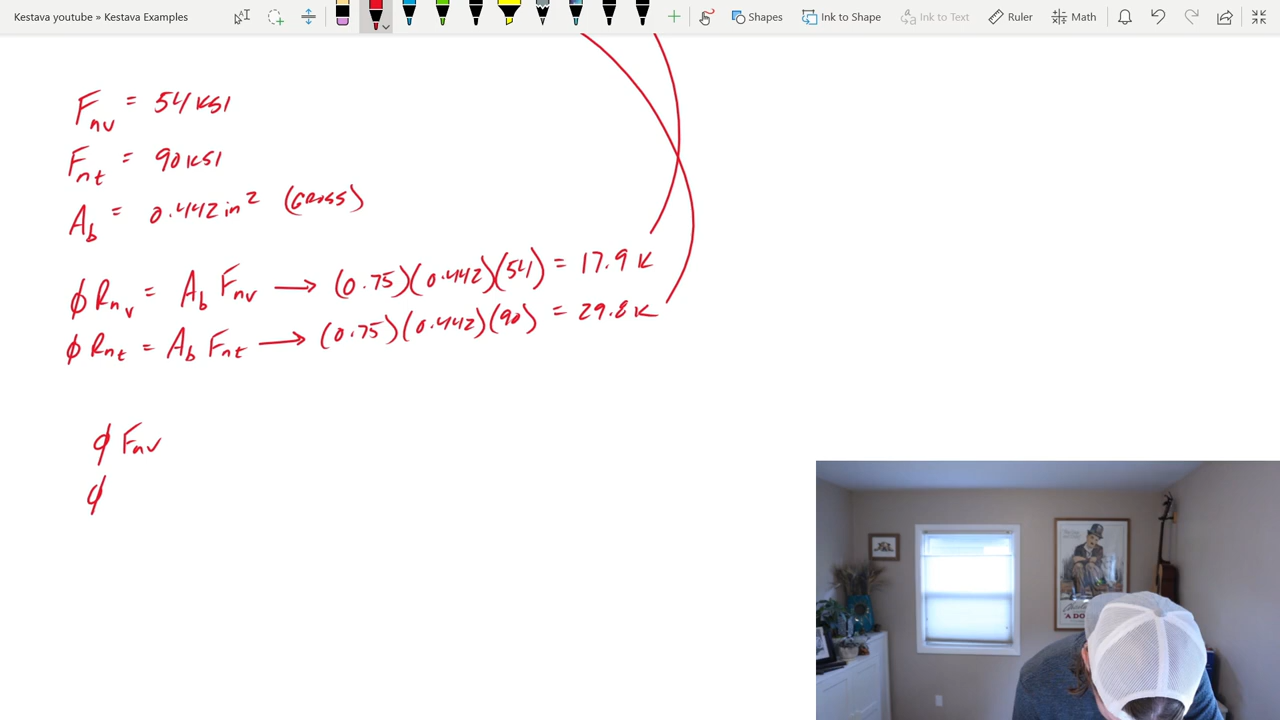 Kestava youtube » Kestava Examples
Shapes
Ink to Shape
Ink to Text
Ruler
Math
Fnv = 54 KSI
Fnt = 90 KSI
Ab = 0.442 in² (GROSS)
ϕRnv = Ab Fnv → (0.75)(0.442)(54) = 17.9 K
ϕRnt = Ab Fnt → (0.75)(0.442)(90) = 29.8 K
ϕ Fnv
ϕ